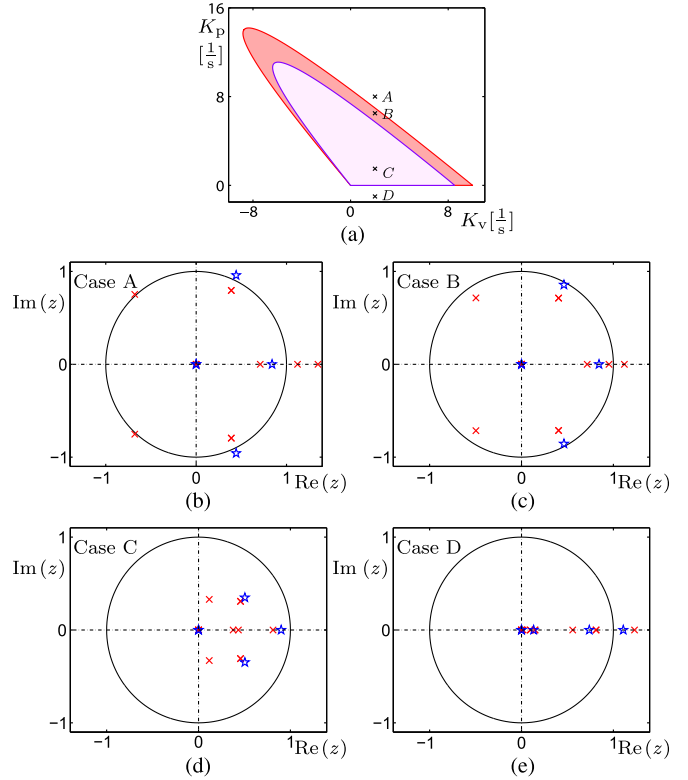 16
K_p
[1/s]
8
0
A
B
C
D
−8 0 8
K_v[1/s]
(a)
Case A
1
Im (z)
0
−1
−1 0 1 Re (z)
(b)
Case B
1
Im (z)
0
−1
−1 0 1 Re (z)
(c)
Case C
1
Im (z)
0
−1
−1 0 1 Re (z)
(d)
Case D
1
Im (z)
0
−1
−1 0 1 Re (z)
(e)